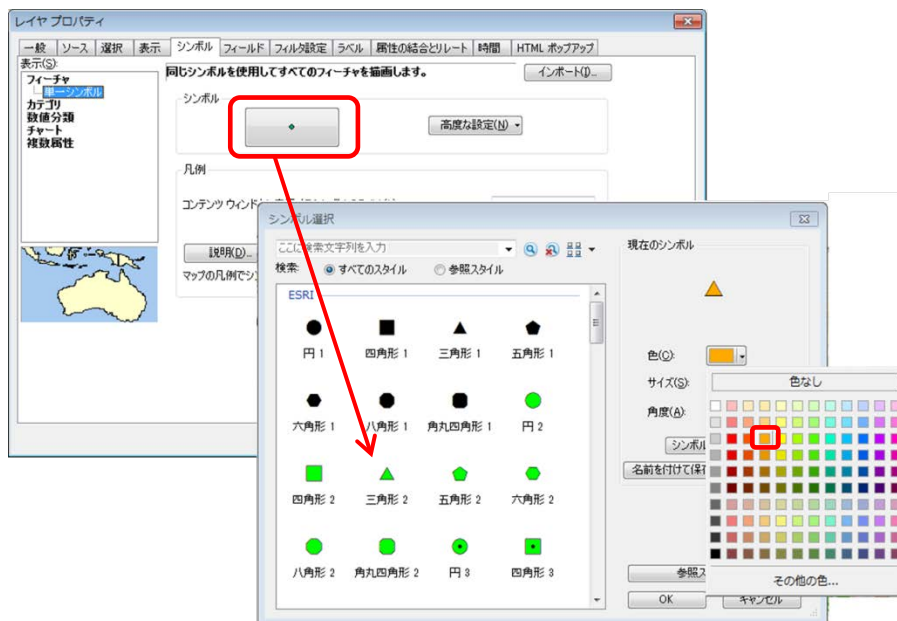 レイヤ プロパティ
一般 ソース 選択 表示 シンボル フィールド フィルタ設定 ラベル 属性の結合とリレート 時間 HTML ポップアップ
表示(S):
フィーチャ
単一シンボル
カテゴリ
数値分類
チャート
複数属性
同じシンボルを使用してすべてのフィーチャを描画します。
インポート(I)...
シンボル
高度な設定(N)
凡例
コンテンツ ウィンドウ
説明(D)...
マップの凡例でシン
シンボル選択
ここに検索文字列を入力
検索: すべてのスタイル 参照スタイル
ESRI
円 1 四角形 1 三角形 1 五角形 1
六角形 1 八角形 1 角丸四角形 1 円 2
四角形 2 三角形 2 五角形 2 六角形 2
八角形 2 角丸四角形 2 円 3 四角形 3
現在のシンボル
色(C):
サイズ(S):
角度(A):
シンボル
名前を付けて保存
参照ス
OK キャンセル
色なし
その他の色...